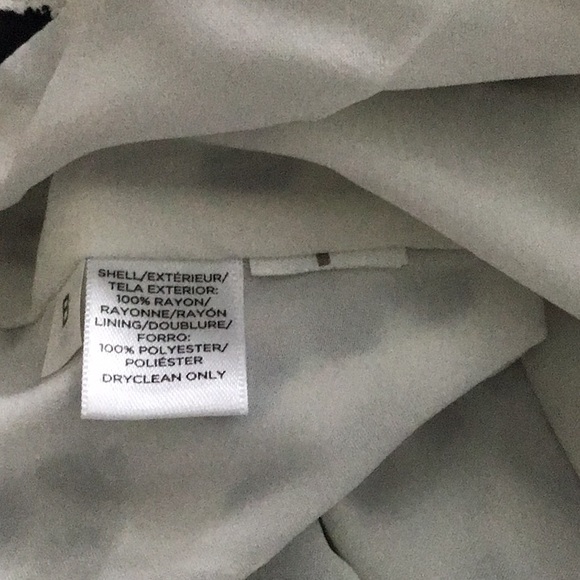 SHELL/EXTÉRIEUR/
TELA EXTERIOR:
100% RAYON/
RAYONNE/RAYÓN
LINING/DOUBLURE/
FORRO:
100% POLYESTER/
POLIÉSTER
DRYCLEAN ONLY